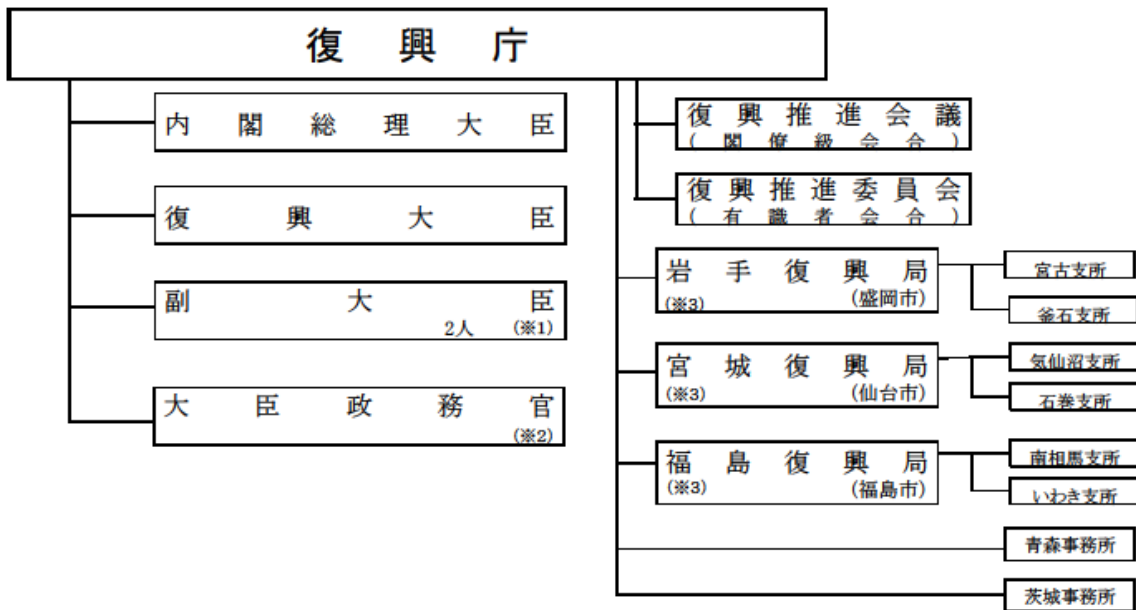 復興庁
内閣総理大臣
復興大臣
副大臣
2人 (※1)
大臣政務官
(※2)
復興推進会議
(閣僚級会合)
復興推進委員会
(有識者会合)
岩手復興局
(※3) (盛岡市)
宮古支所
釜石支所
宮城復興局
(※3) (仙台市)
気仙沼支所
石巻支所
福島復興局
(※3) (福島市)
南相馬支所
いわき支所
青森事務所
茨城事務所